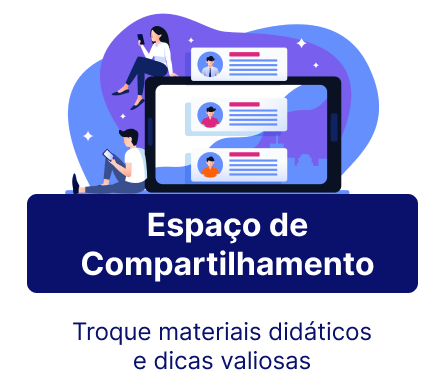 Espaço de
Compartilhamento
Troque materiais didáticos
e dicas valiosas